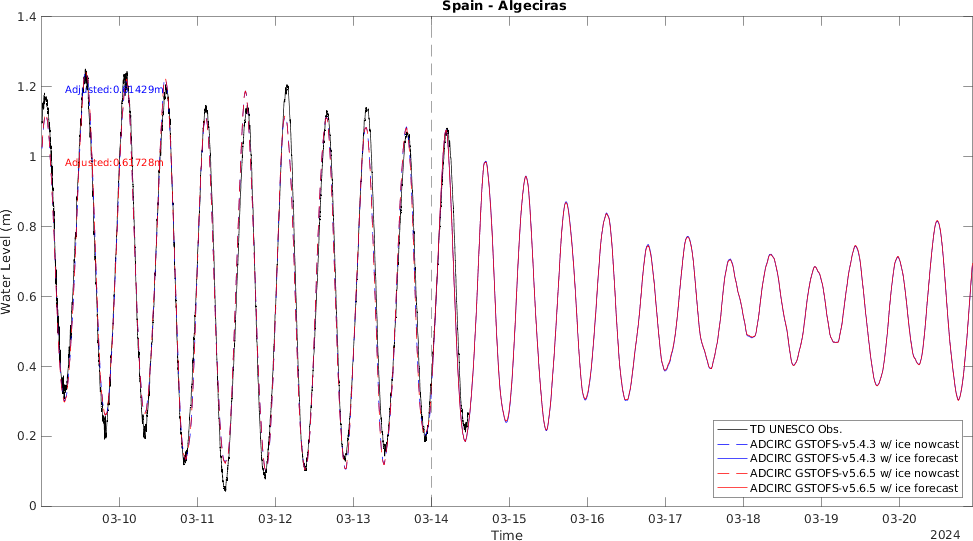 Spain - Algeciras
1.4
1.2
1
0.8
0.6
0.4
0.2
0
Water Level (m)
Adjusted:0.61429m
Adjusted:0.61728m
TD UNESCO Obs.
ADCIRC GSTOFS-v5.4.3 w/ ice nowcast
ADCIRC GSTOFS-v5.4.3 w/ ice forecast
ADCIRC GSTOFS-v5.6.5 w/ ice nowcast
ADCIRC GSTOFS-v5.6.5 w/ ice forecast
03-10 03-11 03-12 03-13 03-14 03-15 03-16 03-17 03-18 03-19 03-20
Time
2024